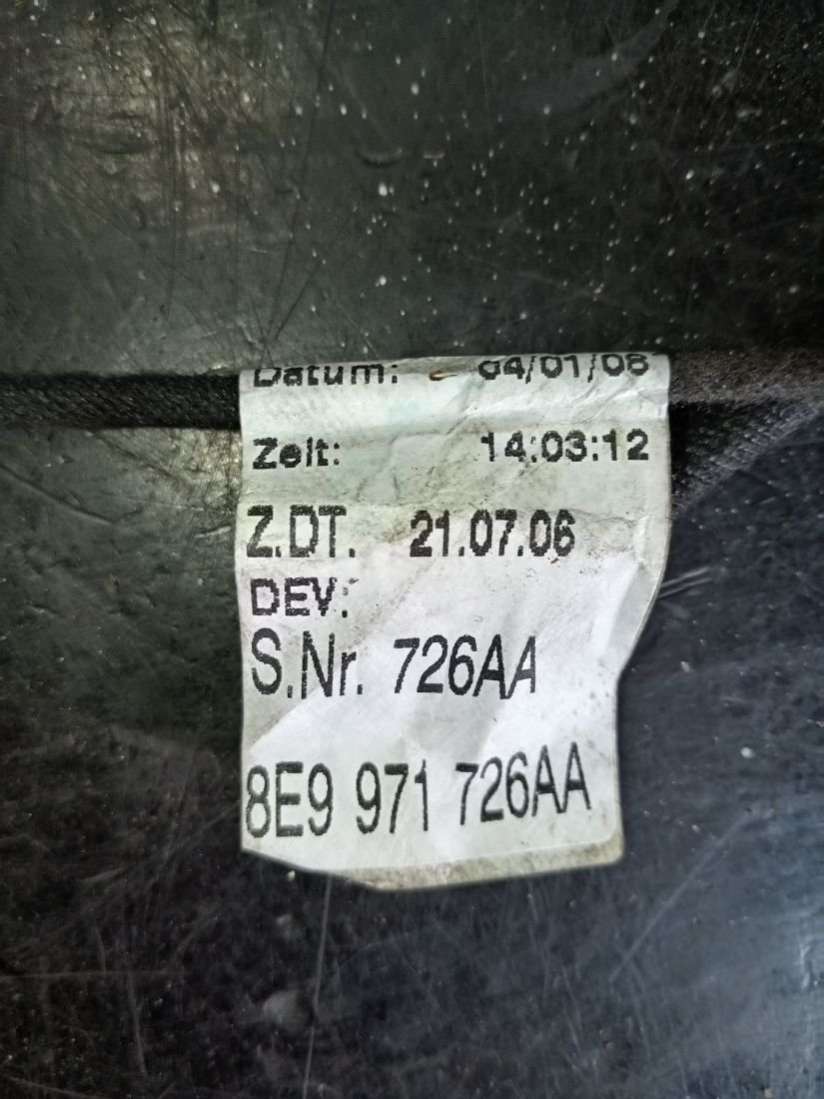 Datum: 04/01/08
Zeit: 14:03:12
Z.DT. 21.07.06
DEV:
S.Nr. 726AA
8E9 971 726AA